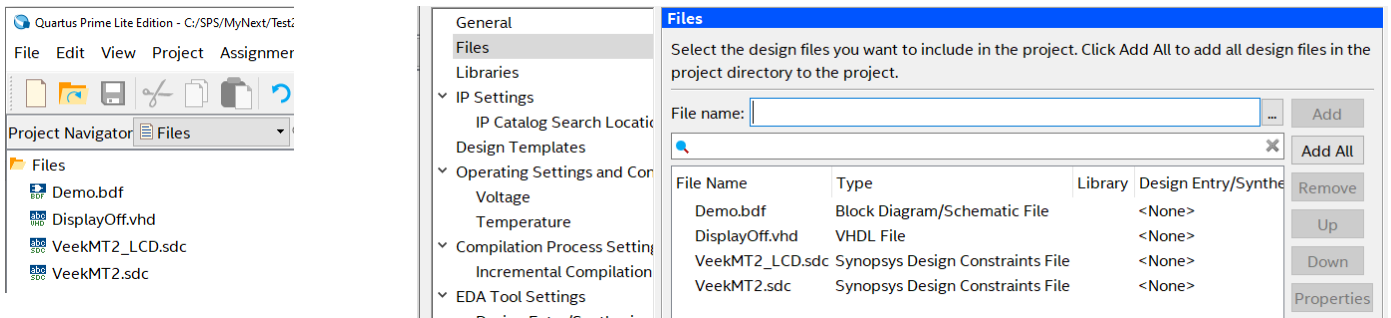 Quartus Prime Lite Edition - C:/SPS/MyNext/Test2
File Edit View Project Assignmer
Project Navigator Files
Files
Demo.bdf
DisplayOff.vhd
VeekMT2_LCD.sdc
VeekMT2.sdc
General
Files
Libraries
IP Settings
IP Catalog Search Locatio
Design Templates
Operating Settings and Con
Voltage
Temperature
Compilation Process Setting
Incremental Compilation
EDA Tool Settings
Files
Select the design files you want to include in the project. Click Add All to add all design files in the
project directory to the project.
File name: ... Add
Add All
File Name Type Library Design Entry/Synthe Remove
Demo.bdf Block Diagram/Schematic File <None>
Up
DisplayOff.vhd VHDL File <None>
VeekMT2_LCD.sdc Synopsys Design Constraints File <None> Down
VeekMT2.sdc Synopsys Design Constraints File <None>
Properties